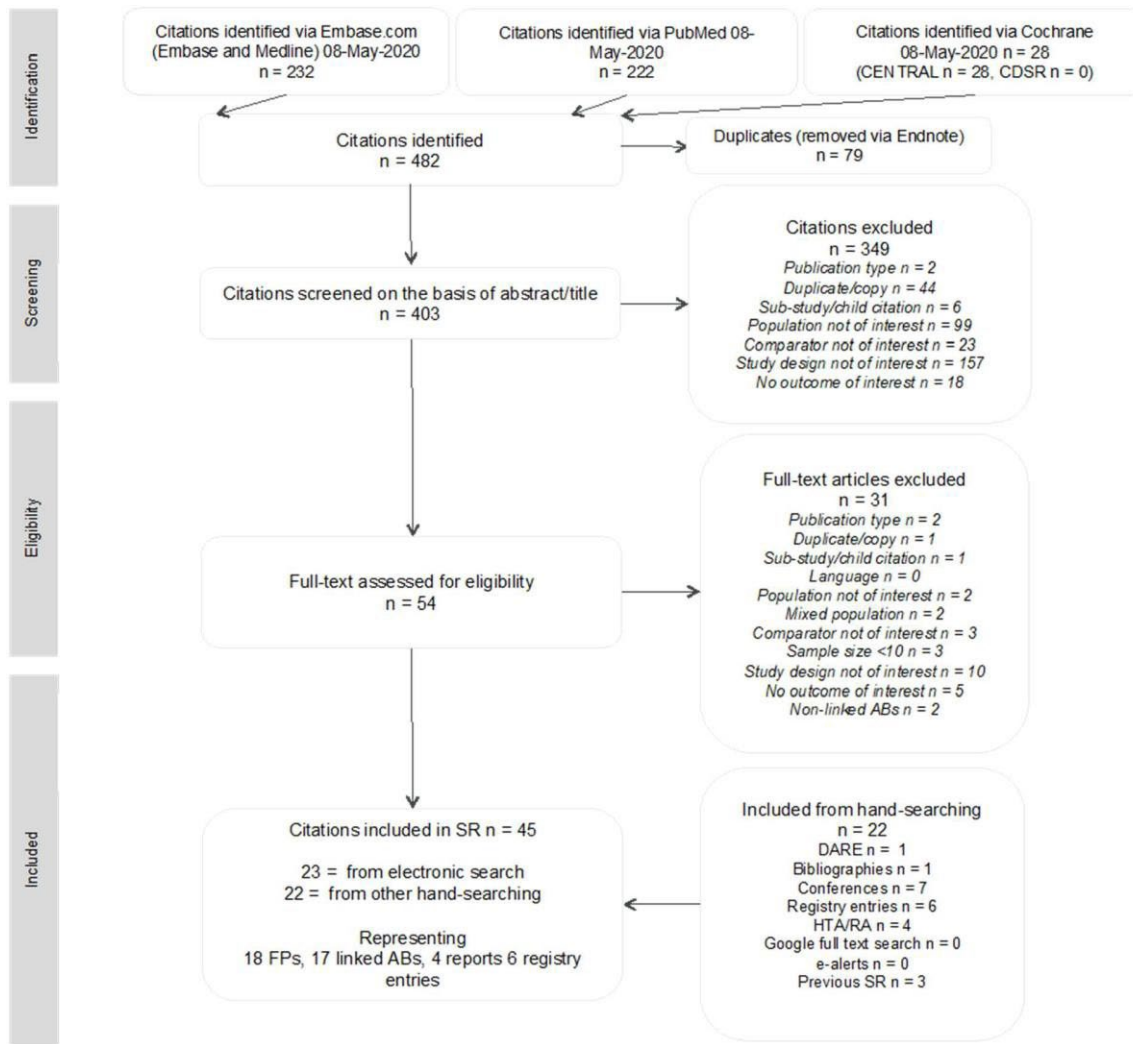 Identification
Citations identified via Embase.com
(Embase and Medline) 08-May-2020
n = 232
Citations identified via PubMed 08-
May-2020
n = 222
Citations identified via Cochrane
08-May-2020 n = 28
(CENTRAL n = 28, CDSR n = 0)
Citations identified
n = 482
Duplicates (removed via Endnote)
n = 79
Screening
Citations screened on the basis of abstract/title
n = 403
Citations excluded
n = 349
Publication type n = 2
Duplicate/copy n = 44
Sub-study/child citation n = 6
Population not of interest n = 99
Comparator not of interest n = 23
Study design not of interest n = 157
No outcome of interest n = 18
Eligibility
Full-text assessed for eligibility
n = 54
Full-text articles excluded
n = 31
Publication type n = 2
Duplicate/copy n = 1
Sub-study/child citation n = 1
Language n = 0
Population not of interest n = 2
Mixed population n = 2
Comparator not of interest n = 3
Sample size <10 n = 3
Study design not of interest n = 10
No outcome of interest n = 5
Non-linked ABs n = 2
Included
Citations included in SR n = 45
23 = from electronic search
22 = from other hand-searching
Representing
18 FPs, 17 linked ABs, 4 reports 6 registry
entries
Included from hand-searching
n = 22
DARE n = 1
Bibliographies n = 1
Conferences n = 7
Registry entries n = 6
HTA/RA n = 4
Google full text search n = 0
e-alerts n = 0
Previous SR n = 3